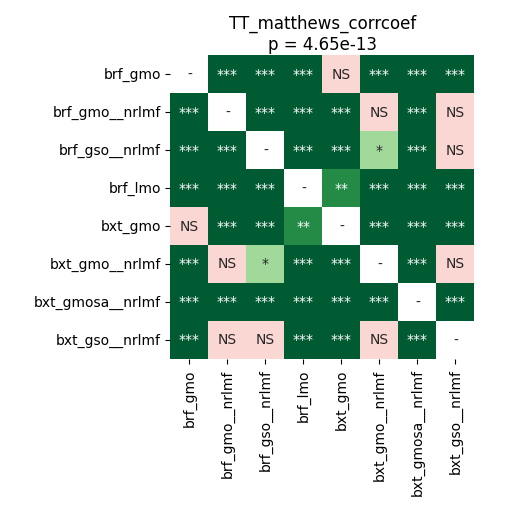 TT_matthews_corrcoef
p = 4.65e-13
brf_gmo - *** *** *** NS *** *** ***
brf_gmo__nrlmf *** - *** *** *** NS *** NS
brf_gso__nrlmf *** *** - *** *** * *** NS
brf_lmo *** *** *** - ** *** *** ***
bxt_gmo NS *** *** ** - *** *** ***
bxt_gmo__nrlmf *** NS * *** *** - *** NS
bxt_gmosa__nrlmf *** *** *** *** *** *** - ***
bxt_gso__nrlmf *** NS NS *** *** NS *** -
brf_gmo
brf_gmo__nrlmf
brf_gso__nrlmf
brf_lmo
bxt_gmo
bxt_gmo__nrlmf
bxt_gmosa__nrlmf
bxt_gso__nrlmf